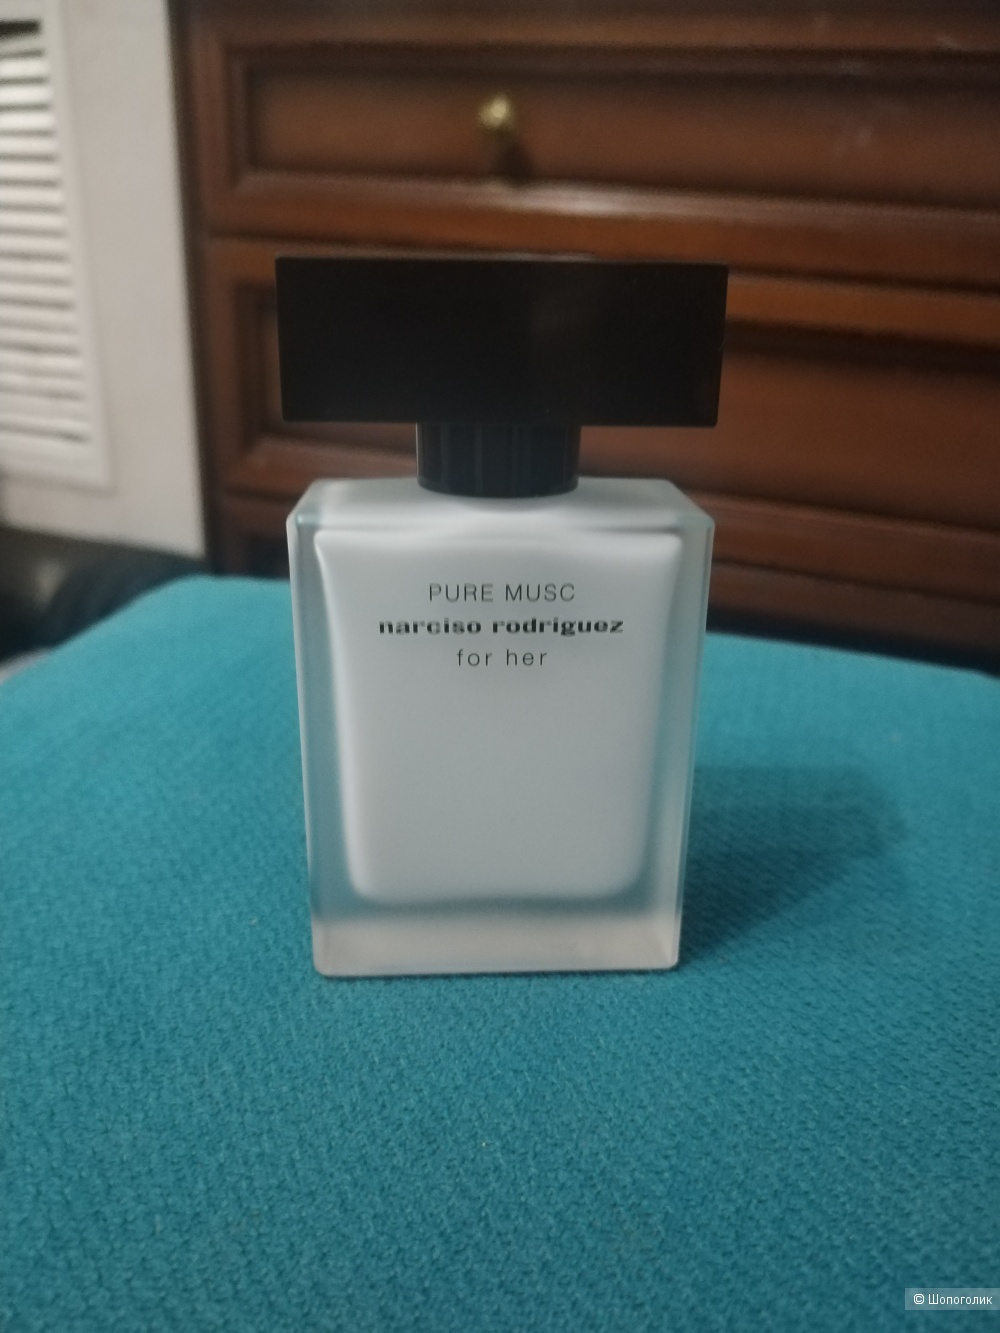 PURE MUSC
narciso rodriguez
for her
© Шопоголик